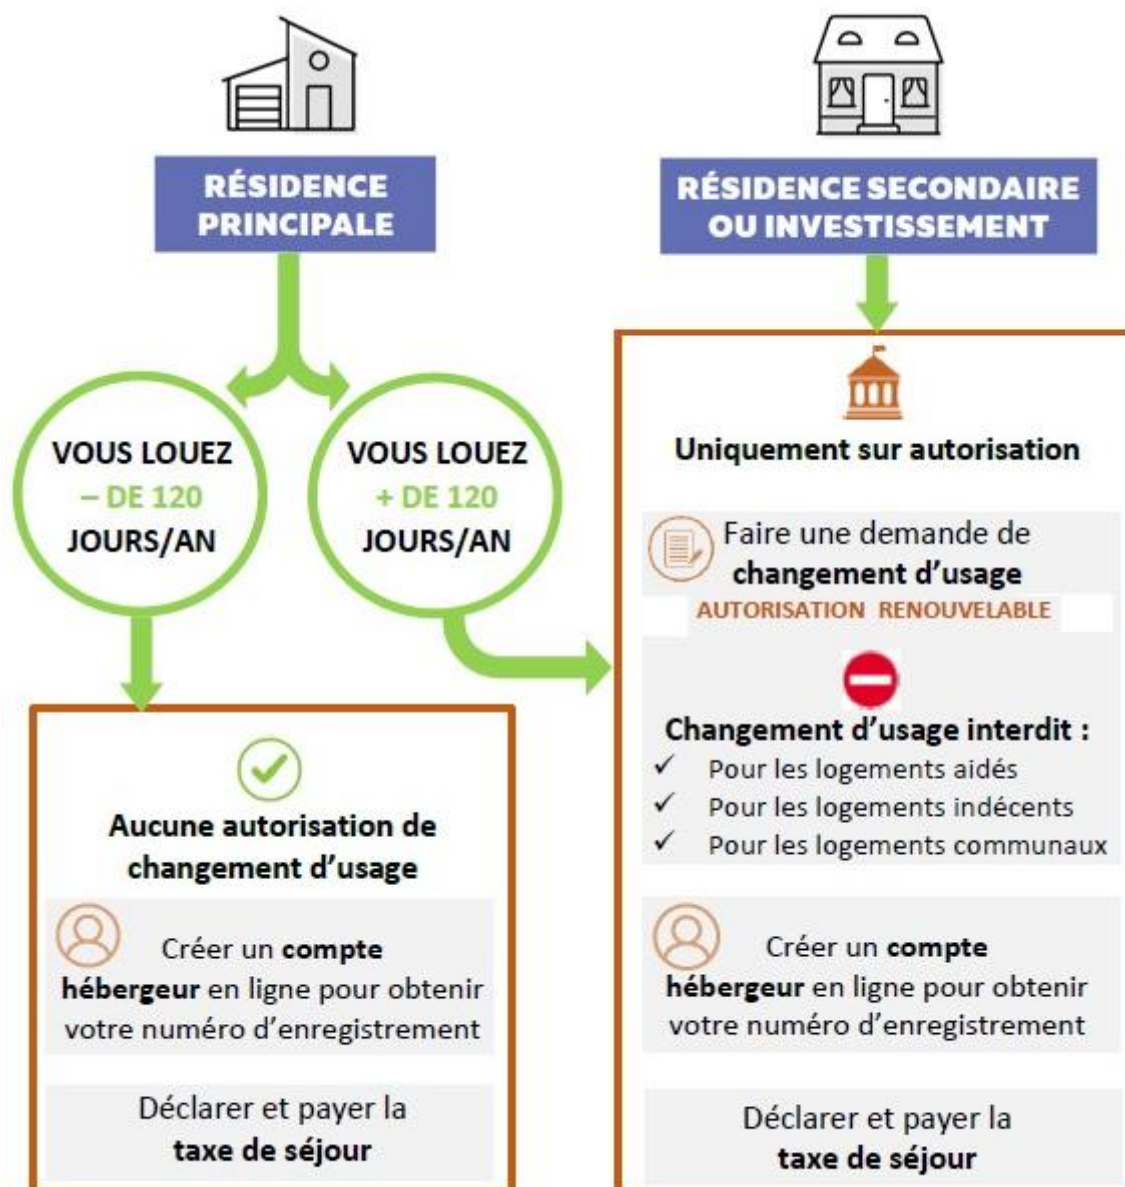 RÉSIDENCE
PRINCIPALE
VOUS LOUEZ
– DE 120
JOURS/AN
VOUS LOUEZ
+ DE 120
JOURS/AN
Aucune autorisation de
changement d’usage
Créer un compte
hébergeur en ligne pour obtenir
votre numéro d’enregistrement
Déclarer et payer la
taxe de séjour
RÉSIDENCE SECONDAIRE
OU INVESTISSEMENT
Uniquement sur autorisation
Faire une demande de
changement d’usage
AUTORISATION RENOUVELABLE
Changement d’usage interdit :
✓ Pour les logements aidés
✓ Pour les logements indécents
✓ Pour les logements communaux
Créer un compte
hébergeur en ligne pour obtenir
votre numéro d’enregistrement
Déclarer et payer la
taxe de séjour